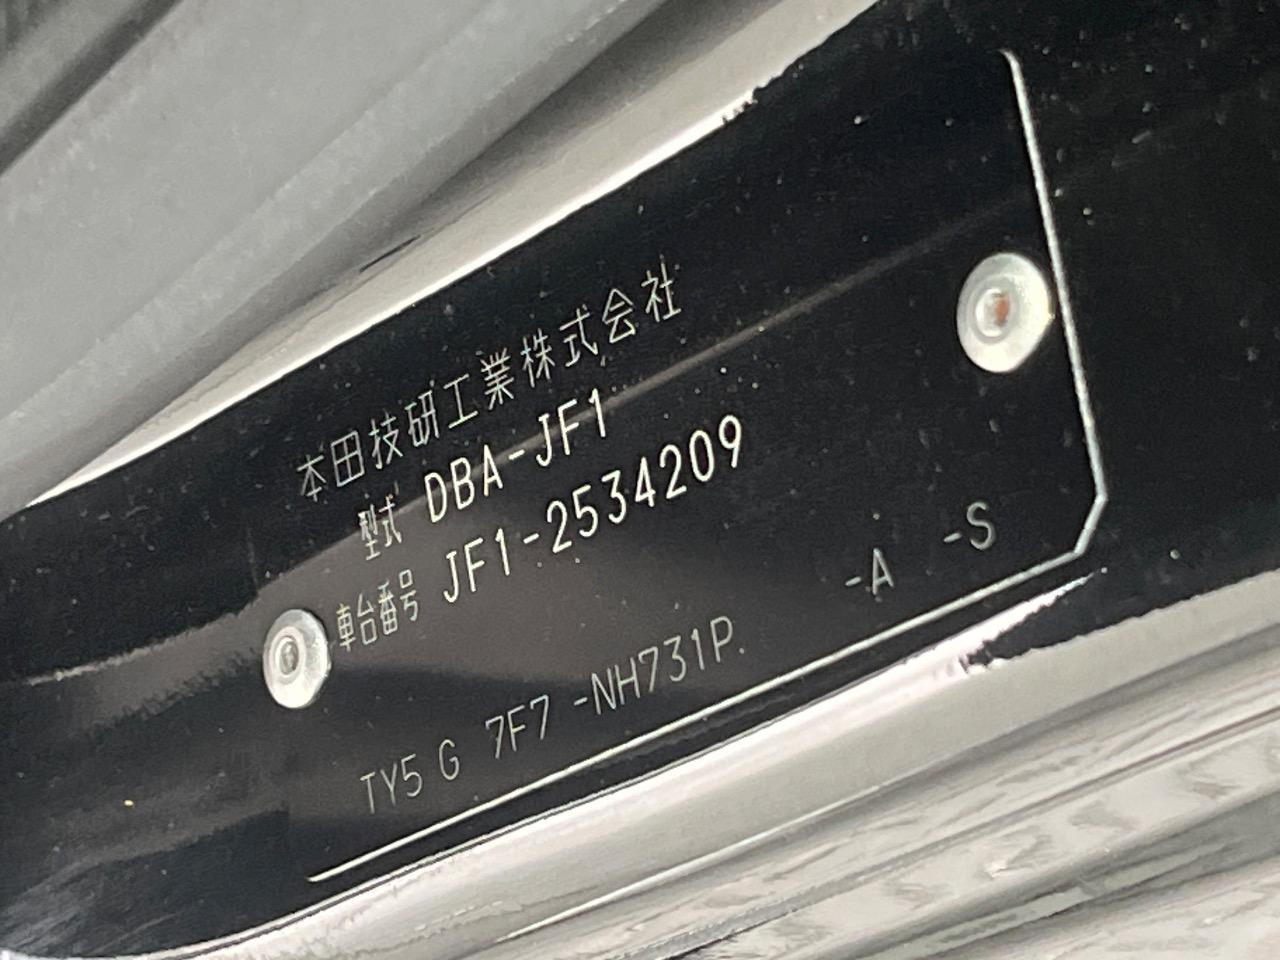 本田技研工業株式会社
型式 DBA-JF1
車台番号 JF1-2534209
-A -S
TY5 G 7F7 -NH731P.